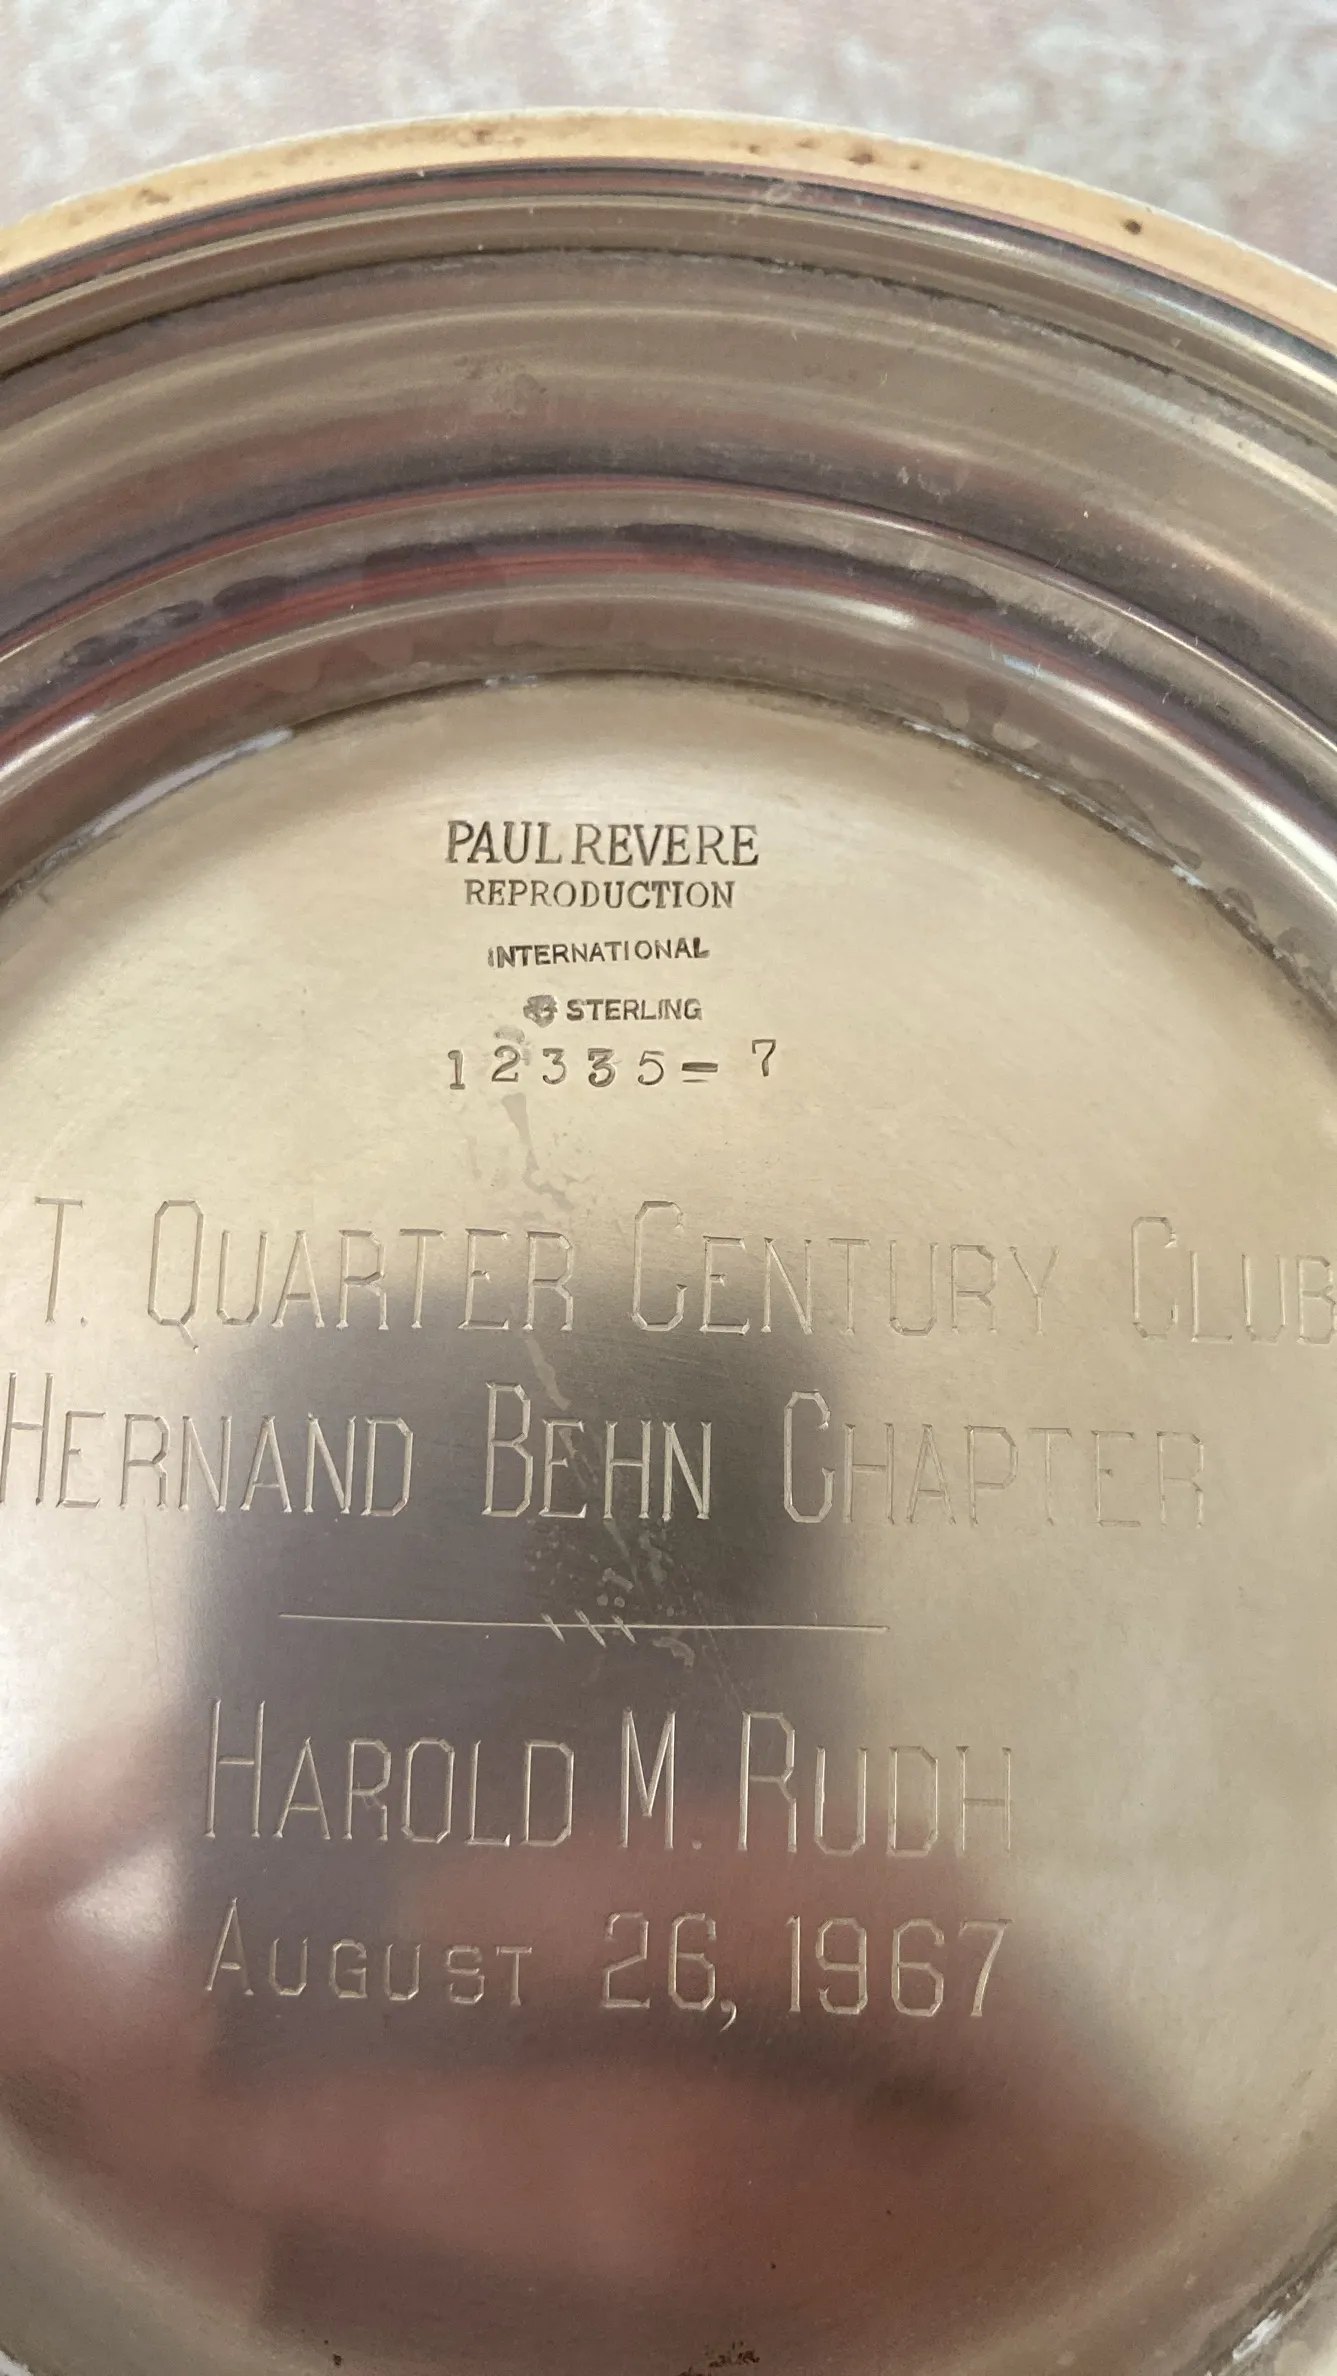 PAUL REVERE
REPRODUCTION
INTERNATIONAL
STERLING
12335=7
T. QUARTER CENTURY CLUB
HERNAND BEHN CHAPTER
HAROLD M. RUDH
AUGUST 26, 1967